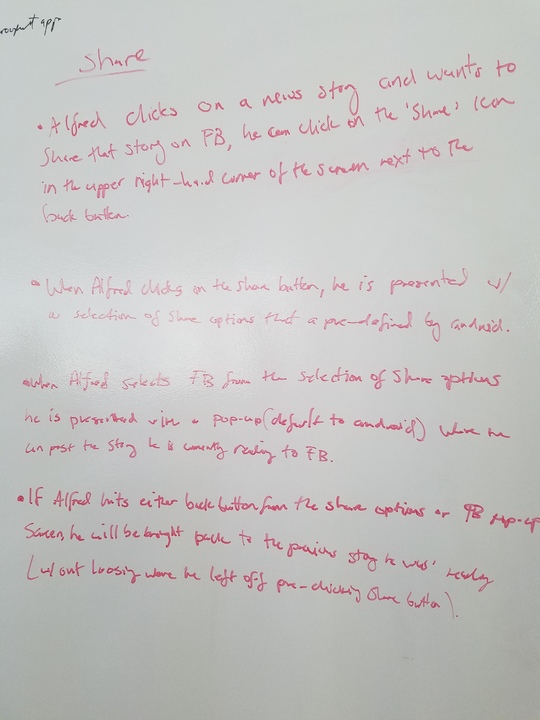 app
Share
• Alfred clicks on a news story and wants to
Share that story on FB, he can click on the 'Share' icon
in the upper right-hand corner of the screen next to the
back button.
• When Alfred clicks on the share button, he is presented w/
a selection of share options that a pre-defined by android.
• When Alfred selects FB from the selection of share options
he is presented with a pop-up (default to android) where he
can post the story he is currently reading to FB.
• If Alfred hits either back button from the share options or FB pop-up
Screen, he will be brought back to the previous story he was reading
(w/out loosing where he left off pre-clicking share button).